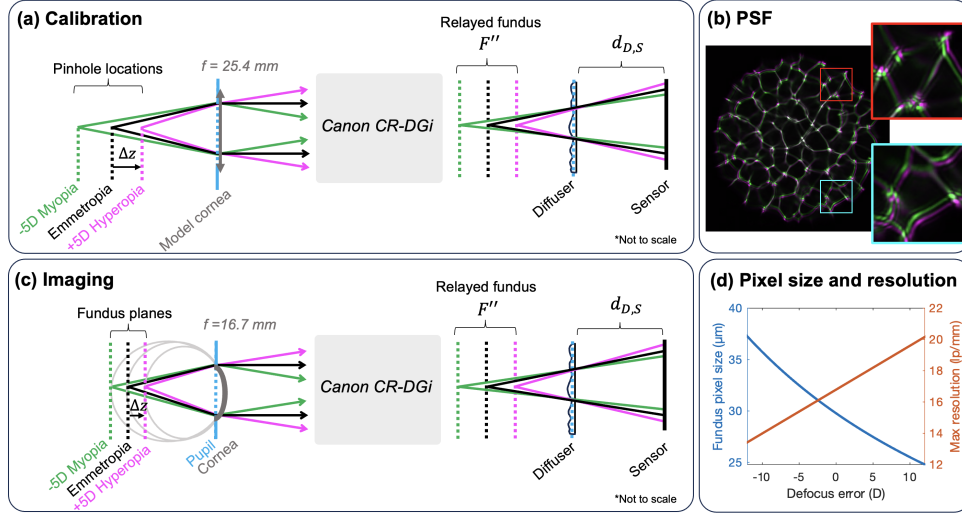 (a) Calibration
Pinhole locations
f = 25.4 mm
Δz
-5D Myopia
Emmetropia
+5D Hyperopia
Model cornea
Canon CR-DGi
Relayed fundus
F''
d_{D,S}
Diffuser
Sensor
*Not to scale
(b) PSF
(c) Imaging
Fundus planes
f=16.7 mm
Δz
-5D Myopia
Emmetropia
+5D Hyperopia
Pupil
Cornea
Canon CR-DGi
Relayed fundus
F''
d_{D,S}
Diffuser
Sensor
*Not to scale
(d) Pixel size and resolution
Fundus pixel size (μm)
40
35
30
25
Max resolution (lp/mm)
22
20
18
16
14
12
-10 -5 0 5 10
Defocus error (D)